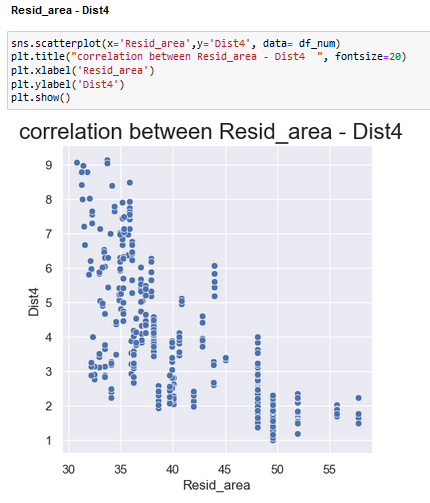 Resid_area - Dist4
sns.scatterplot(x='Resid_area',y='Dist4', data= df_num)
plt.title("correlation between Resid_area - Dist4  ", fontsize=20)
plt.xlabel('Resid_area')
plt.ylabel('Dist4')
plt.show()
correlation between Resid_area - Dist4
9
8
7
6
5
4
3
2
1
Dist4
30 35 40 45 50 55
Resid_area